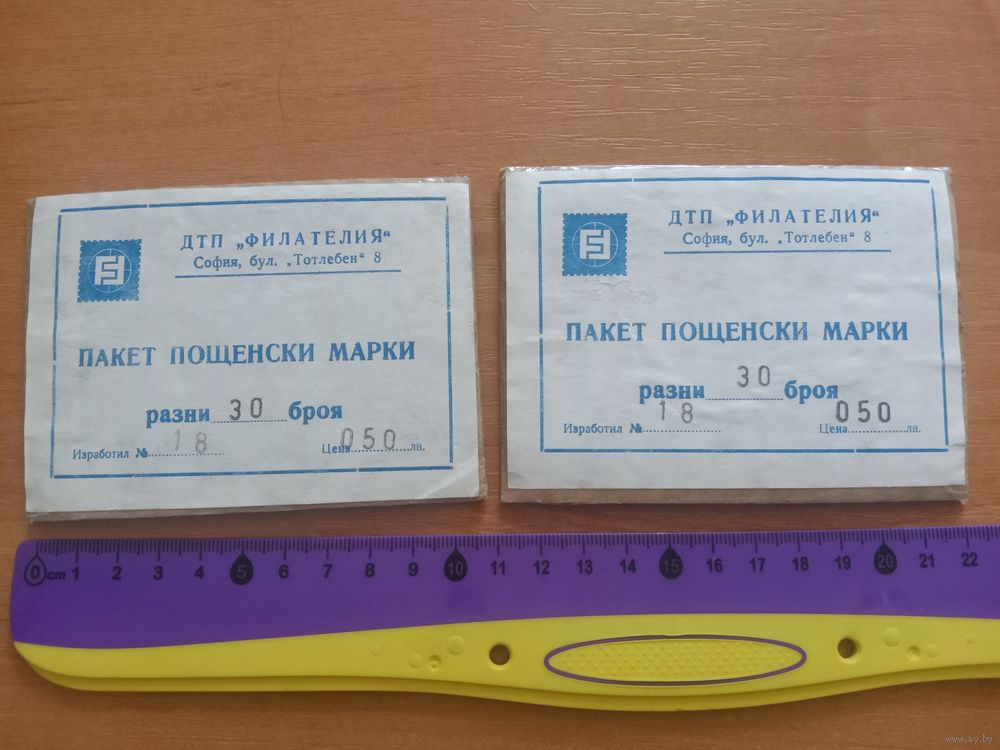 ДТП „ФИЛАТЕЛИЯ“
София, бул. „Тотлебен“ 8
ПАКЕТ ПОЩЕНСКИ МАРКИ
разни 30 броя
Изработил № 18 Цена 050 лв.
ДТП „ФИЛАТЕЛИЯ“
София, бул. „Тотлебен“ 8
ПАКЕТ ПОЩЕНСКИ МАРКИ
разни 30 броя
Изработил № 18 Цена 050 лв.
0 cm 1 2 3 4 5 6 7 8 9 10 11 12 13 14 15 16 17 18 19 20 21 22
www.ay.by